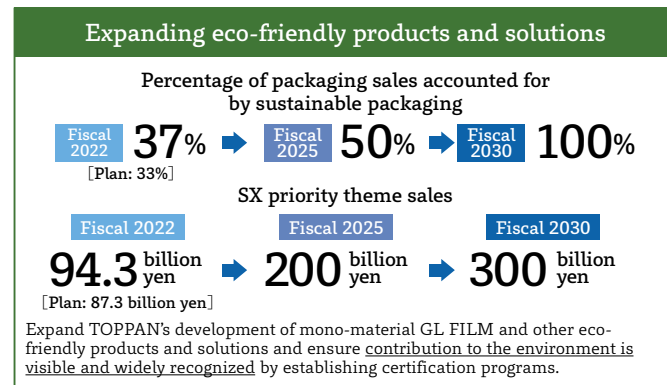 Expanding eco-friendly products and solutions
Percentage of packaging sales accounted for
by sustainable packaging
Fiscal 2022 37% Fiscal 2025 50% Fiscal 2030 100%
[Plan: 33%]
SX priority theme sales
Fiscal 2022 Fiscal 2025 Fiscal 2030
94.3 billion yen 200 billion yen 300 billion yen
[Plan: 87.3 billion yen]
Expand TOPPAN's development of mono-material GL FILM and other eco-
friendly products and solutions and ensure contribution to the environment is
visible and widely recognized by establishing certification programs.